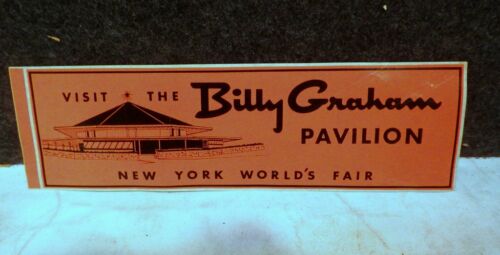 VISIT THE Billy Graham
PAVILION
NEW YORK WORLD'S FAIR